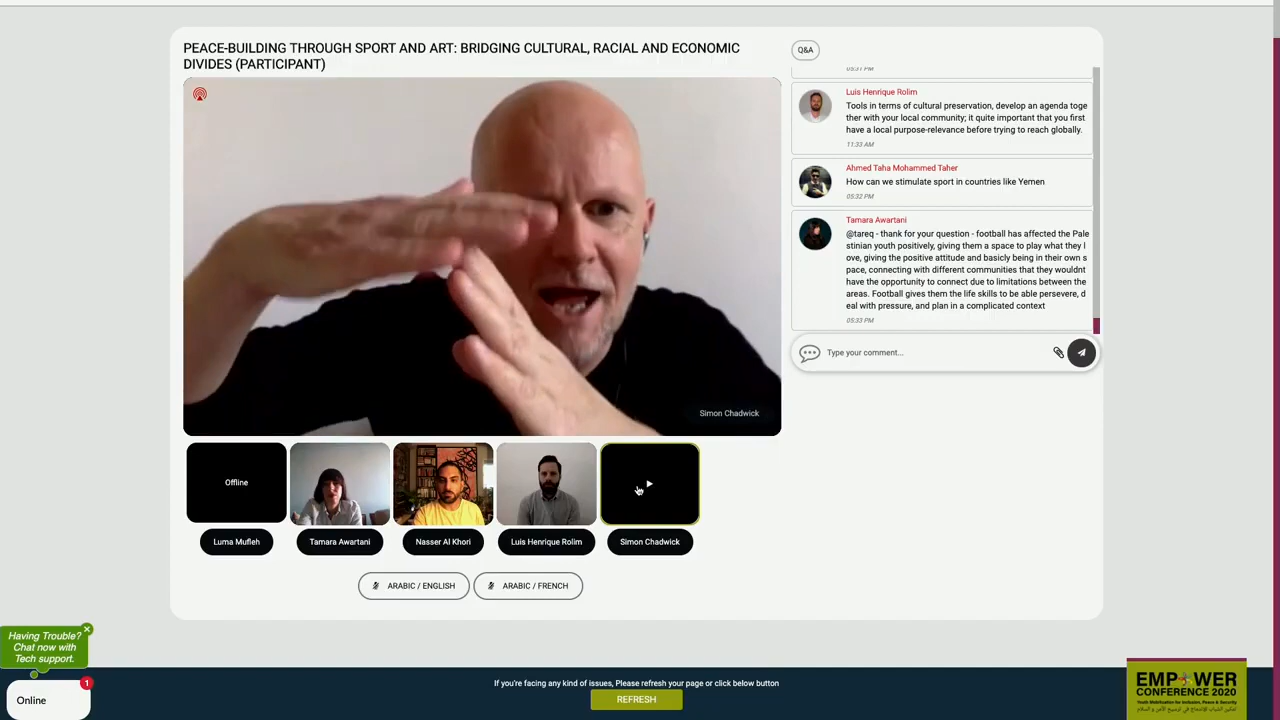 PEACE-BUILDING THROUGH SPORT AND ART: BRIDGING CULTURAL, RACIAL AND ECONOMIC
DIVIDES (PARTICIPANT)
Simon Chadwick
Offline
Luma Mufleh
Tamara Awartani
Nasser Al Khori
Luis Henrique Rolim
Simon Chadwick
ARABIC / ENGLISH
ARABIC / FRENCH
Q&A
05:31 PM
Luis Henrique Rolim
Tools in terms of cultural preservation, develop an agenda toge
ther with your local community; it quite important that you first
have a local purpose-relevance before trying to reach globally.
11:33 AM
Ahmed Taha Mohammed Taher
How can we stimulate sport in countries like Yemen
05:32 PM
Tamara Awartani
@tareq - thank for your question - football has affected the Pale
stinian youth positively, giving them a space to play what they l
ove, giving the positive attitude and basicly being in their own s
pace, connecting with different communities that they wouldnt
have the opportunity to connect due to limitations between the
areas. Football gives them the life skills to be able persevere, d
eal with pressure, and plan in a complicated context
05:33 PM
Type your comment...
Having Trouble?
Chat now with
Tech support.
1
Online
If you're facing any kind of issues, Please refresh your page or click below button
REFRESH
EMPOWER
CONFERENCE 2020
Youth Mobilization for Inclusion, Peace & Security